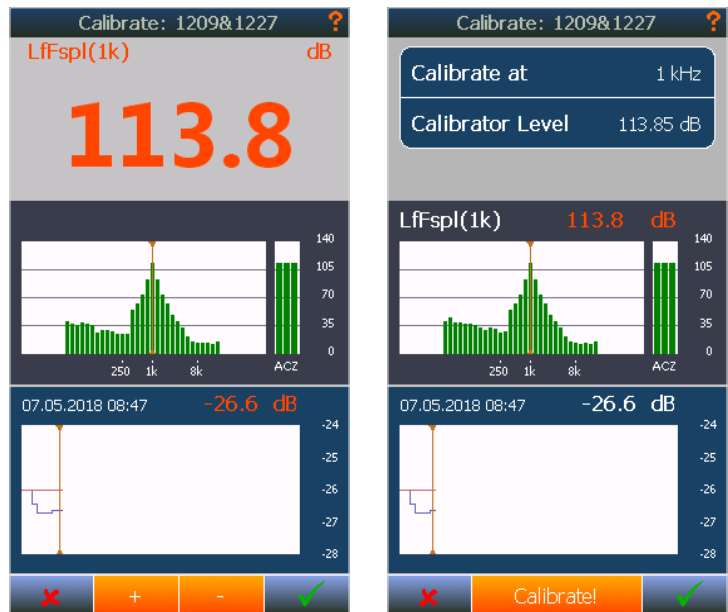 Calibrate: 1209&1227 ?
LfFspl(1k) dB
113.8
140
105
70
35
0
250 1k 8k ACZ
07.05.2018 08:47 -26.6 dB
-24
-25
-26
-27
-28
+ -
Calibrate: 1209&1227 ?
Calibrate at 1 kHz
Calibrator Level 113.85 dB
LfFspl(1k) 113.8 dB
140
105
70
35
0
250 1k 8k ACZ
07.05.2018 08:47 -26.6 dB
-24
-25
-26
-27
-28
Calibrate!